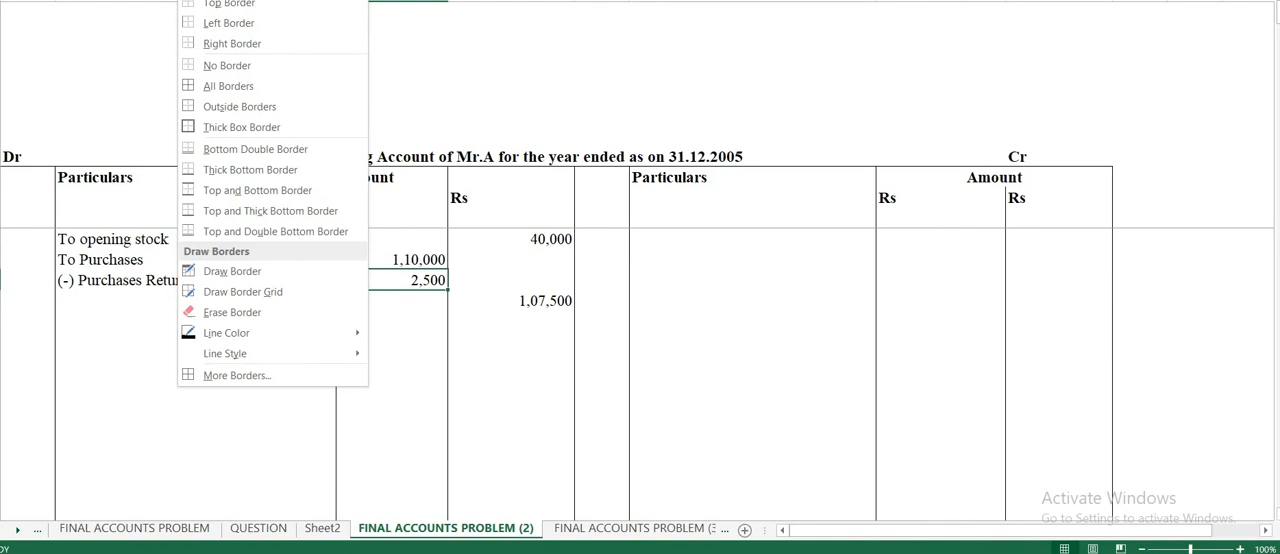 Top Border
Left Border
Right Border
No Border
All Borders
Outside Borders
Thick Box Border
Bottom Double Border
Thick Bottom Border
Top and Bottom Border
Top and Thick Bottom Border
Top and Double Bottom Border
Draw Borders
Draw Border
Draw Border Grid
Erase Border
Line Color
Line Style
More Borders...
Dr g Account of Mr.A for the year ended as on 31.12.2005 Cr
Particulars ount Particulars Amount
Rs Rs Rs
To opening stock 40,000
To Purchases 1,10,000
(-) Purchases Retur 2,500
1,07,500
Activate Windows
Go to Settings to activate Windows.
... FINAL ACCOUNTS PROBLEM QUESTION Sheet2 FINAL ACCOUNTS PROBLEM (2) FINAL ACCOUNTS PROBLEM (3 ...
DY 100%